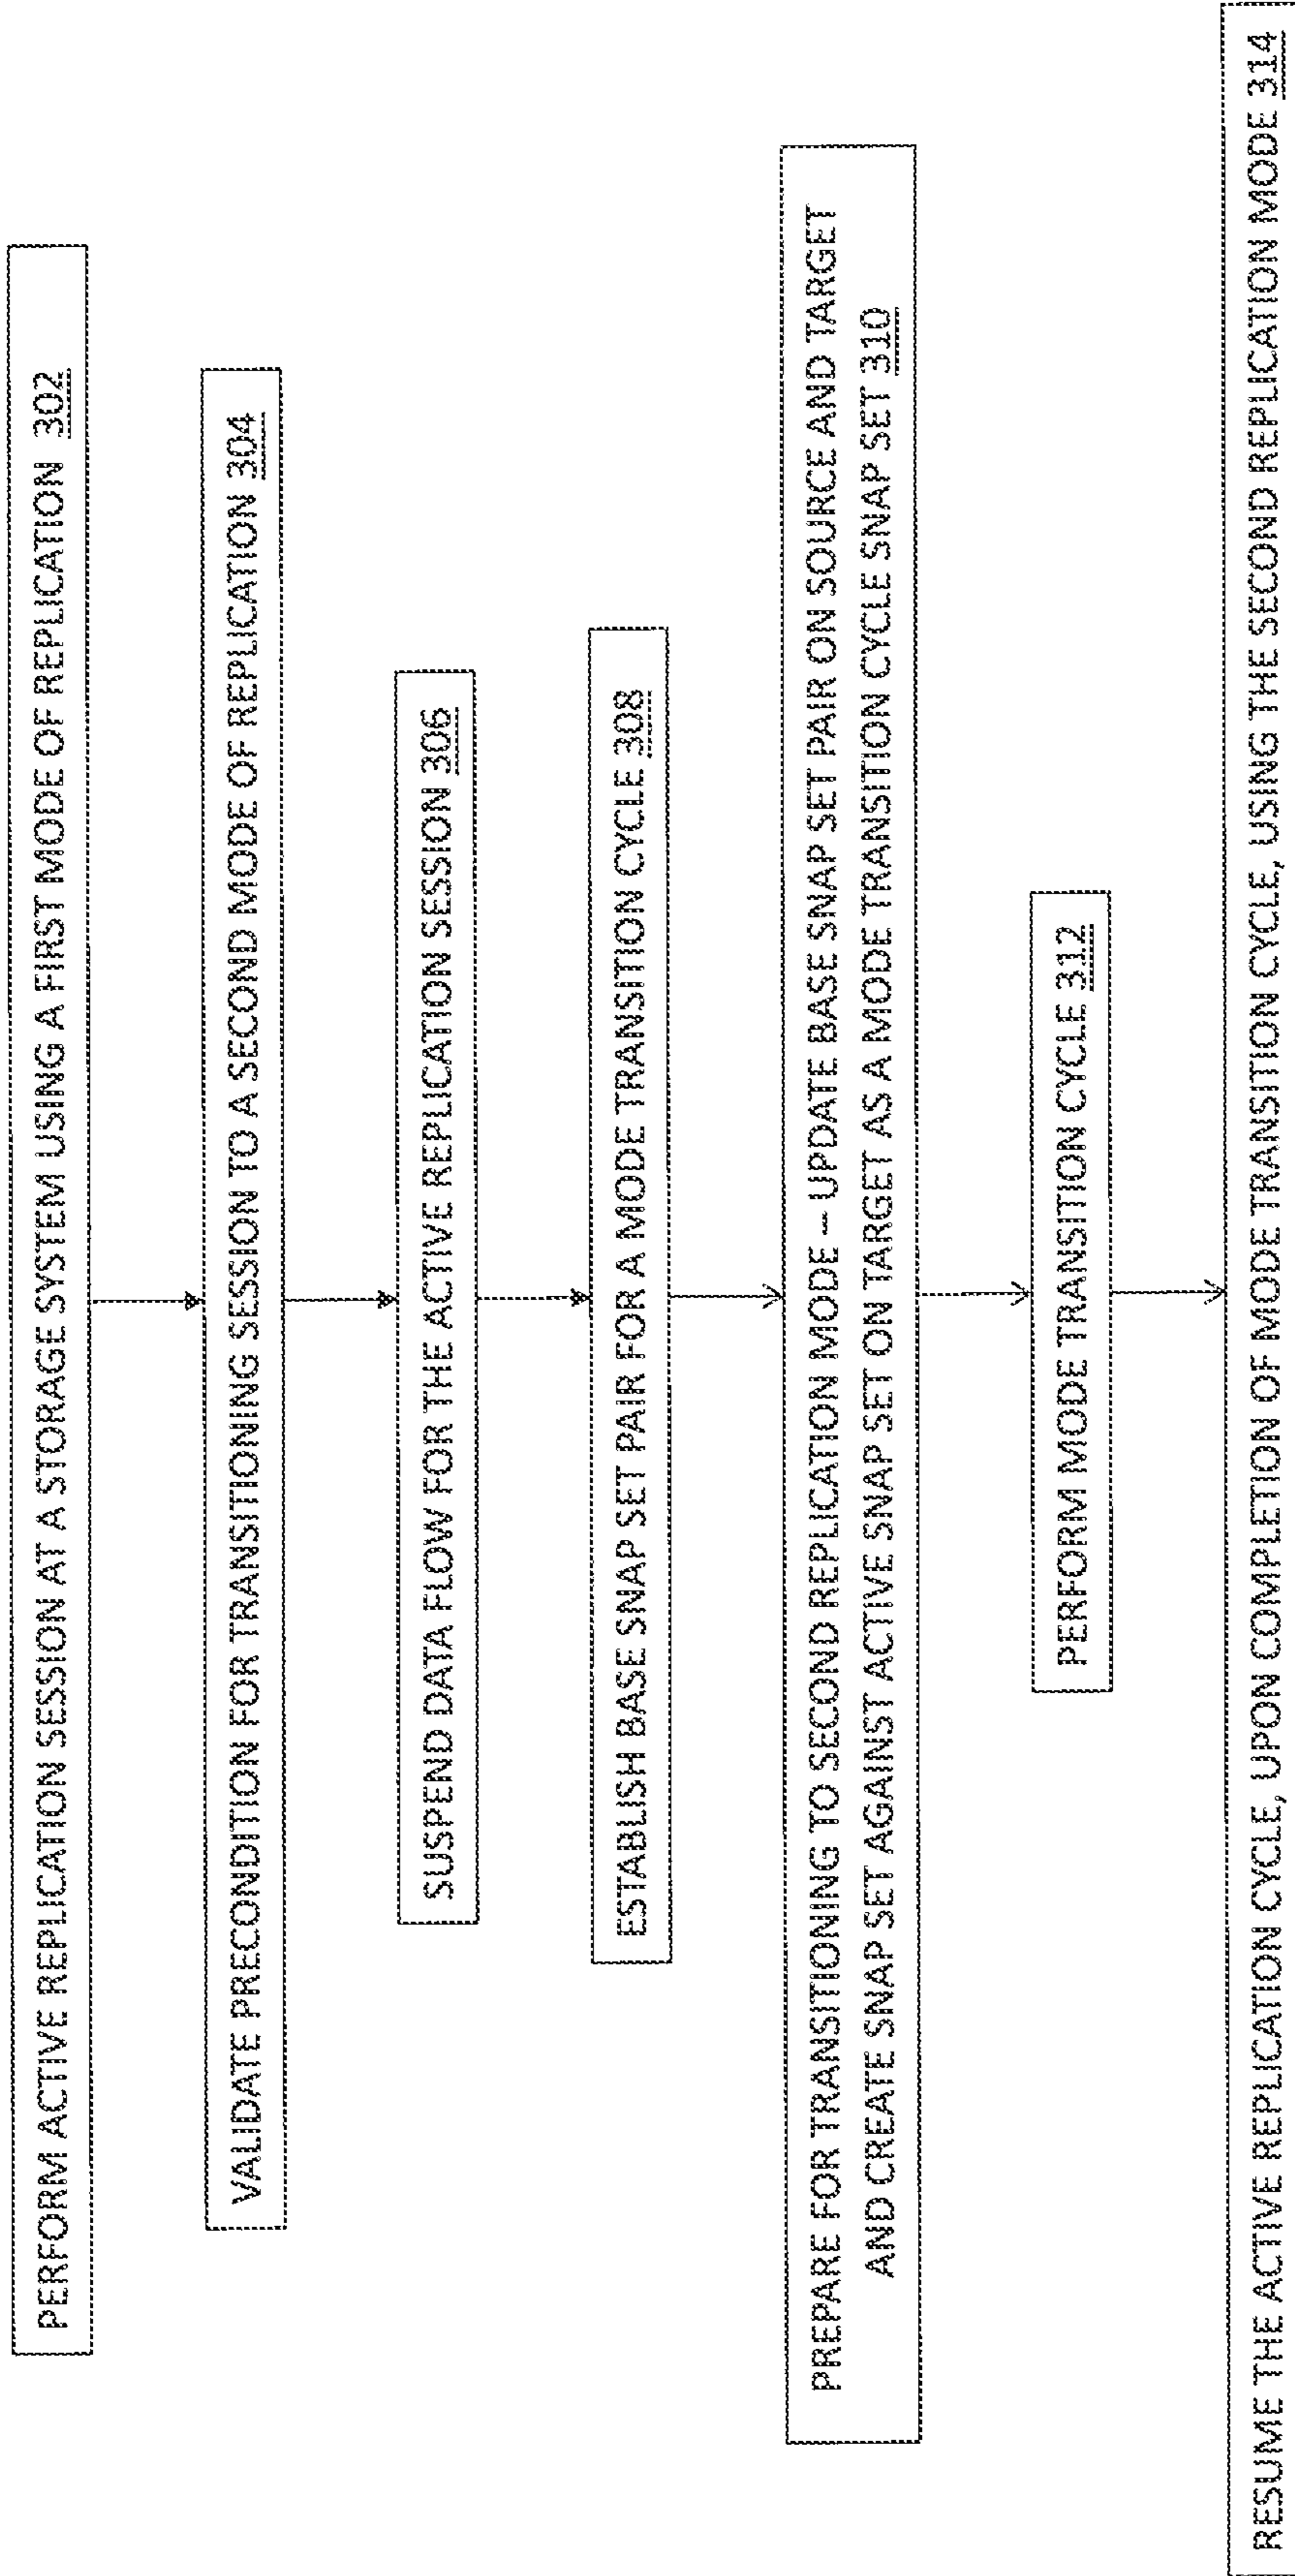 PERFORM ACTIVE REPLICATION SESSION AT A STORAGE SYSTEM USING A FIRST MODE OF REPLICATION 302
VALIDATE PRECONDITION FOR TRANSITIONING SESSION TO A SECOND MODE OF REPLICATION 304
SUSPEND DATA FLOW FOR THE ACTIVE REPLICATION SESSION 306
ESTABLISH BASE SNAP SET PAIR FOR A MODE TRANSITION CYCLE 308
PREPARE FOR TRANSITIONING TO SECOND REPLICATION MODE – UPDATE BASE SNAP SET PAIR ON SOURCE AND TARGET
AND CREATE SNAP SET AGAINST ACTIVE SNAP SET ON TARGET AS A MODE TRANSITION CYCLE SNAP SET 310
PERFORM MODE TRANSITION CYCLE 312
RESUME THE ACTIVE REPLICATION CYCLE, UPON COMPLETION OF MODE TRANSITION CYCLE, USING THE SECOND REPLICATION MODE 314